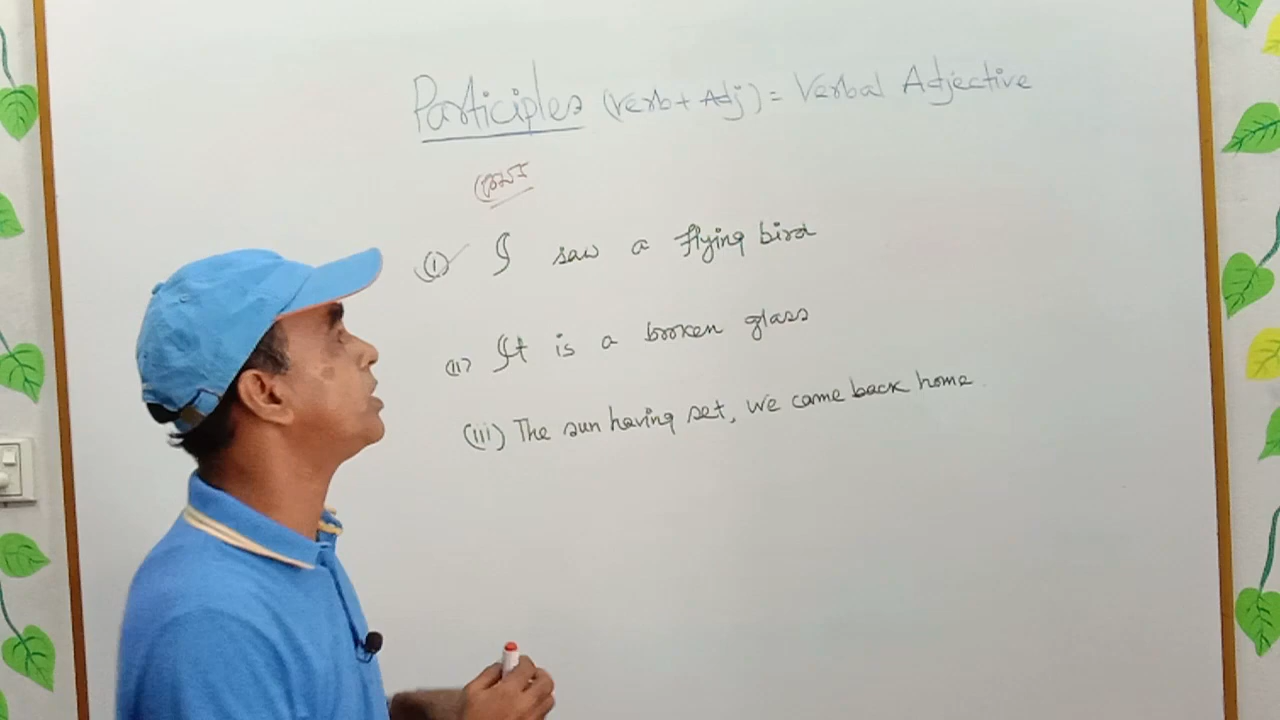 Participles (Verb + Adj) = Verbal Adjective
(i) I saw a flying bird
(ii) It is a broken glass
(iii) The sun having set, we came back home